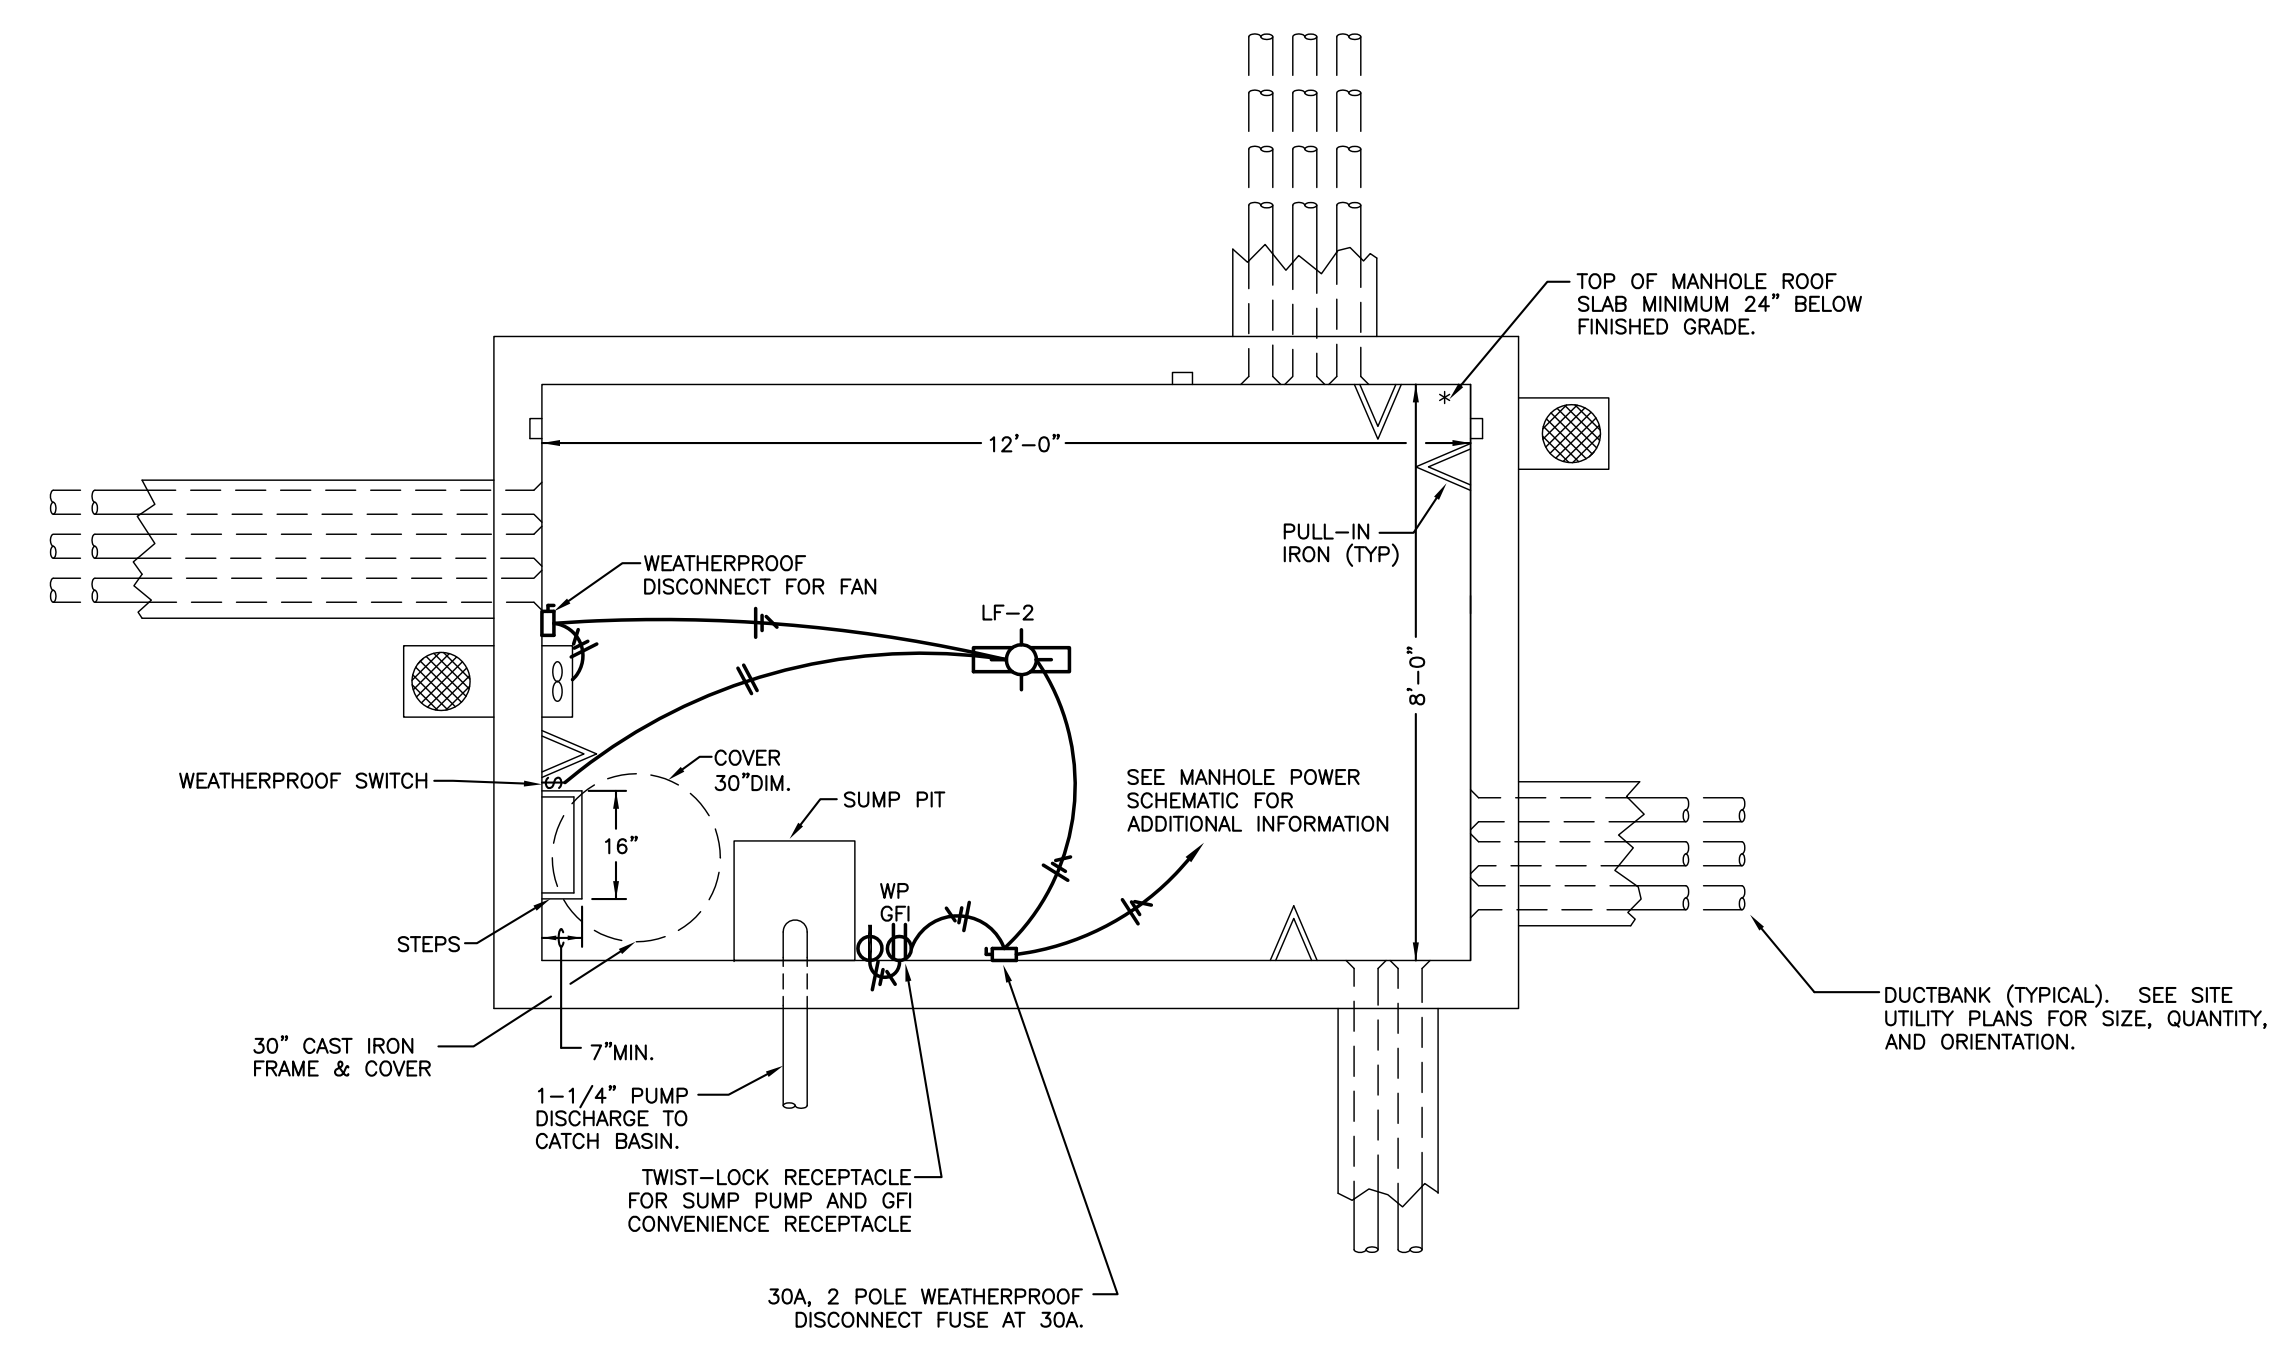 TOP OF MANHOLE ROOF
SLAB MINIMUM 24" BELOW
FINISHED GRADE.
*
12'-0"
PULL-IN
IRON (TYP)
WEATHERPROOF
DISCONNECT FOR FAN
LF-2
8'-0"
COVER
30"DIM.
WEATHERPROOF SWITCH
S
SEE MANHOLE POWER
SCHEMATIC FOR
ADDITIONAL INFORMATION
SUMP PIT
16"
WP
GFI
STEPS
30" CAST IRON
FRAME & COVER
7"MIN.
DUCTBANK (TYPICAL). SEE SITE
UTILITY PLANS FOR SIZE, QUANTITY,
AND ORIENTATION.
1-1/4" PUMP
DISCHARGE TO
CATCH BASIN.
TWIST-LOCK RECEPTACLE
FOR SUMP PUMP AND GFI
CONVENIENCE RECEPTACLE
30A, 2 POLE WEATHERPROOF
DISCONNECT FUSE AT 30A.